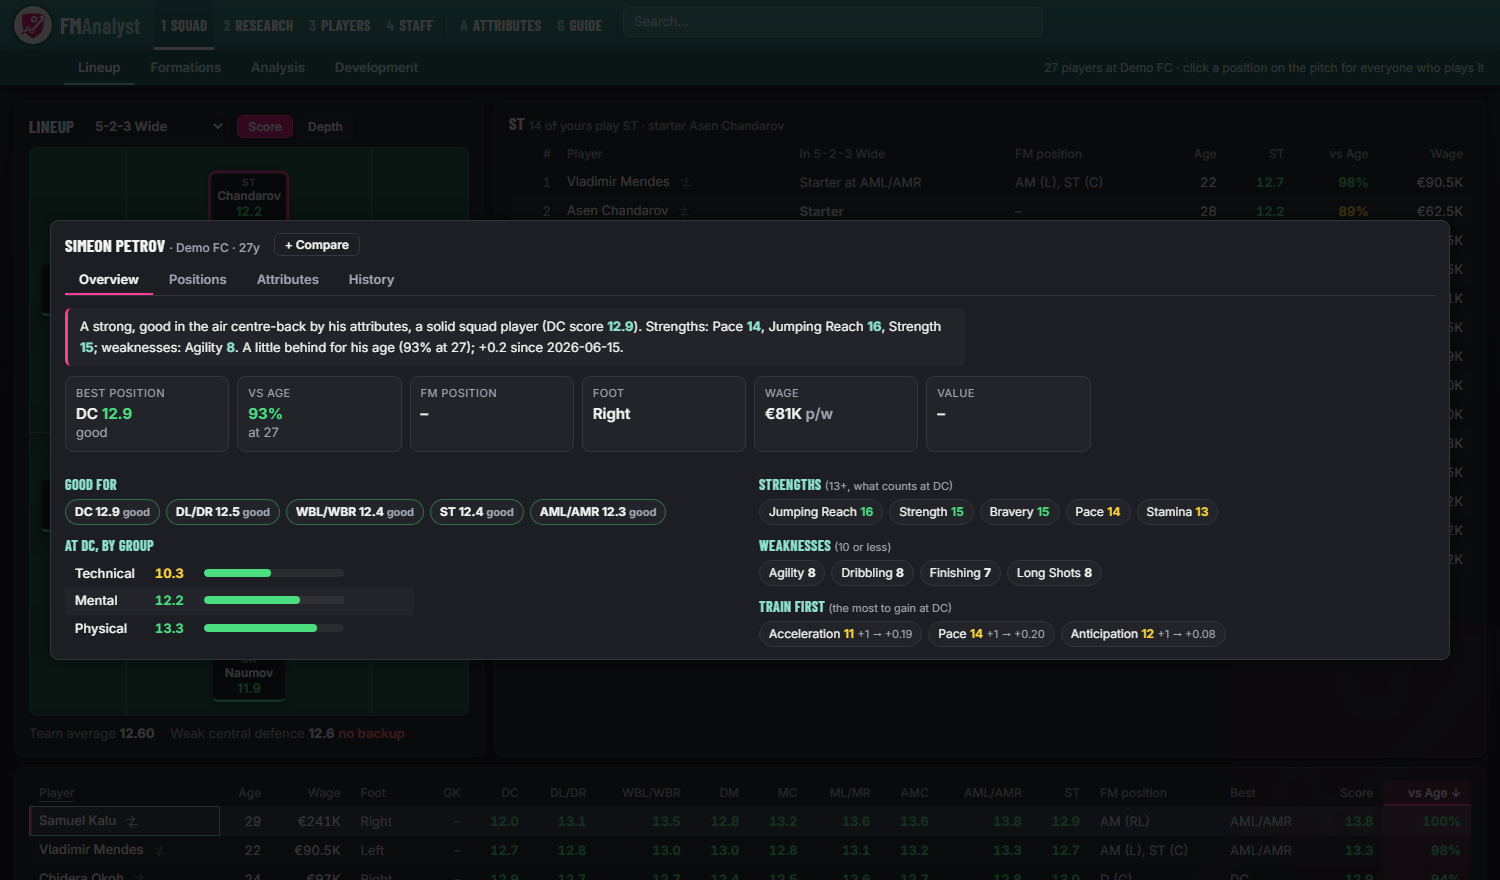 FMAnalyst 1 SQUAD 2 RESEARCH 3 PLAYERS 4 STAFF A ATTRIBUTES G GUIDE Search...
Lineup Formations Analysis Development 27 players at Demo FC · click a position on the pitch for everyone who plays it
LINEUP 5-2-3 Wide Score Depth
ST
Chandarov
12.2
ST 14 of yours play ST · starter Asen Chandarov
# Player In 5-2-3 Wide FM position Age ST vs Age Wage
1 Vladimir Mendes Starter at AML/AMR AM (L), ST (C) 22 12.7 98% €90.5K
2 Asen Chandarov Starter – 28 12.2 89% €62.5K
SIMEON PETROV · Demo FC · 27y + Compare
Overview Positions Attributes History
A strong, good in the air centre-back by his attributes, a solid squad player (DC score 12.9). Strengths: Pace 14, Jumping Reach 16, Strength
15; weaknesses: Agility 8. A little behind for his age (93% at 27); +0.2 since 2026-06-15.
BEST POSITION VS AGE FM POSITION FOOT WAGE VALUE
DC 12.9 93% – Right €81K p/w –
good at 27
GOOD FOR
DC 12.9 good DL/DR 12.5 good WBL/WBR 12.4 good ST 12.4 good AML/AMR 12.3 good
AT DC, BY GROUP
Technical 10.3
Mental 12.2
Physical 13.3
STRENGTHS (13+, what counts at DC)
Jumping Reach 16 Strength 15 Bravery 15 Pace 14 Stamina 13
WEAKNESSES (10 or less)
Agility 8 Dribbling 8 Finishing 7 Long Shots 8
TRAIN FIRST (the most to gain at DC)
Acceleration 11 +1 → +0.19 Pace 14 +1 → +0.20 Anticipation 12 +1 → +0.08
Naumov
11.9
Team average 12.60 Weak central defence 12.6 no backup
Player Age Wage Foot GK DC DL/DR WBL/WBR DM MC ML/MR AMC AML/AMR ST FM position Best Score vs Age ↓
Samuel Kalu 29 €241K Right – 12.0 13.1 13.5 12.8 13.2 13.6 13.6 13.8 12.9 AM (RL) AML/AMR 13.8 100%
Vladimir Mendes 22 €90.5K Left – 12.7 12.8 13.0 13.0 12.8 13.1 13.2 13.3 12.7 AM (L), ST (C) AML/AMR 13.3 98%
Chidera Okoh 24 €97K Right